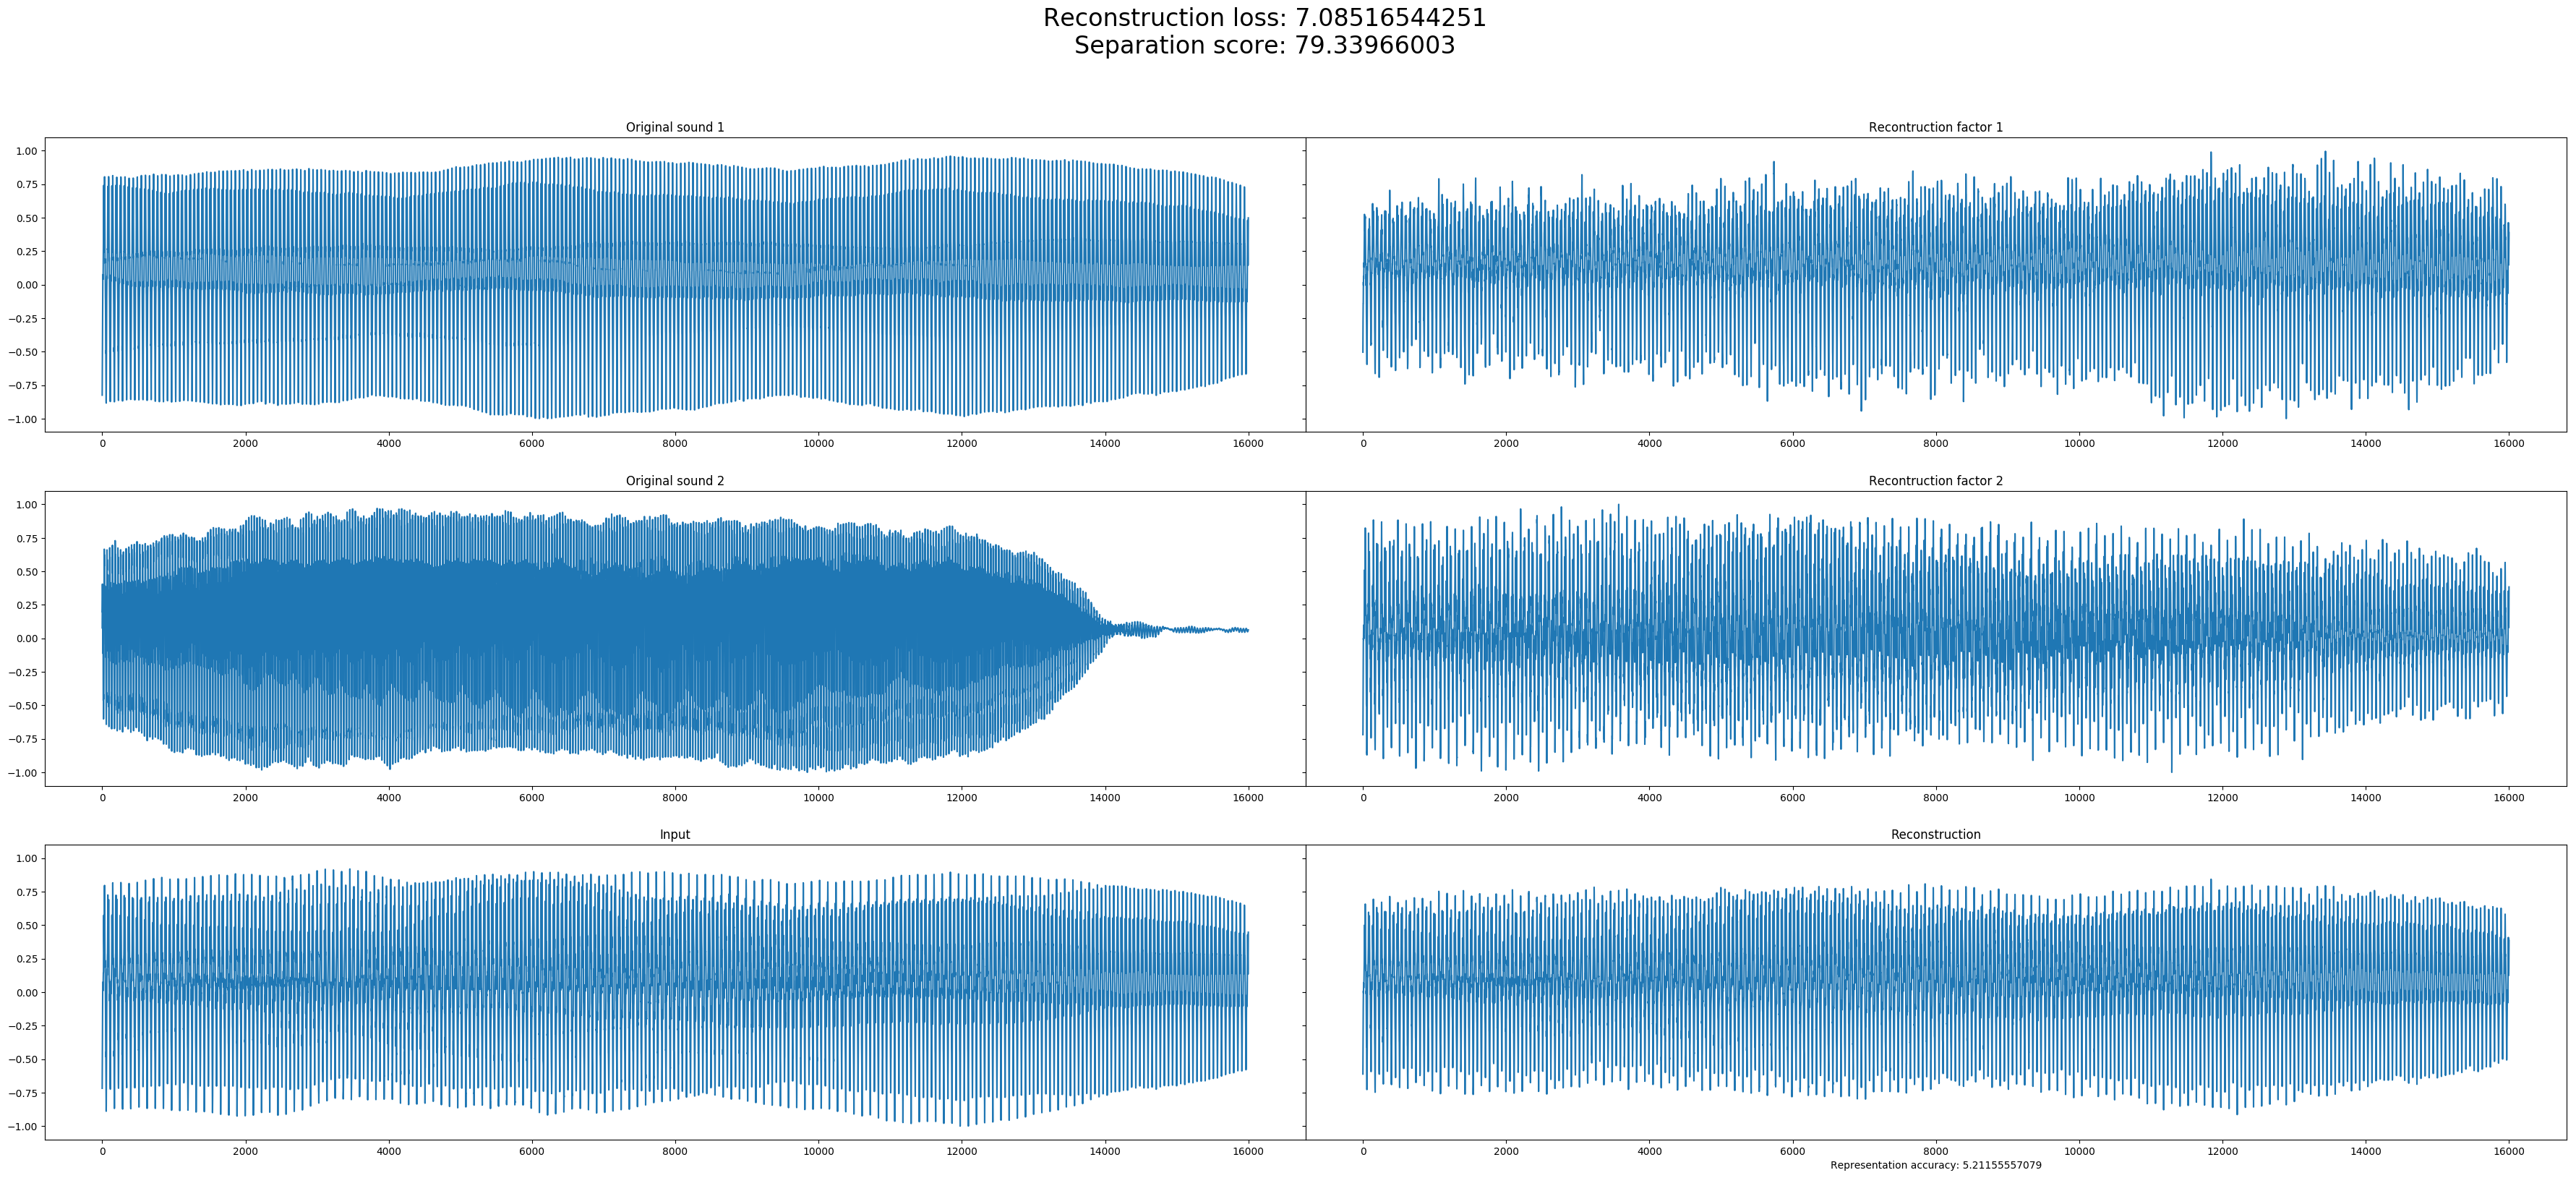 Reconstruction loss: 7.08516544251
Separation score: 79.33966003
Original sound 1
Recontruction factor 1
1.00
0.75
0.50
0.25
0.00
−0.25
−0.50
−0.75
−1.00
0 2000 4000 6000 8000 10000 12000 14000 16000
0 2000 4000 6000 8000 10000 12000 14000 16000
Original sound 2
Recontruction factor 2
1.00
0.75
0.50
0.25
0.00
−0.25
−0.50
−0.75
−1.00
0 2000 4000 6000 8000 10000 12000 14000 16000
0 2000 4000 6000 8000 10000 12000 14000 16000
Input
Reconstruction
1.00
0.75
0.50
0.25
0.00
−0.25
−0.50
−0.75
−1.00
0 2000 4000 6000 8000 10000 12000 14000 16000
0 2000 4000 6000 8000 10000 12000 14000 16000
Representation accuracy: 5.21155557079